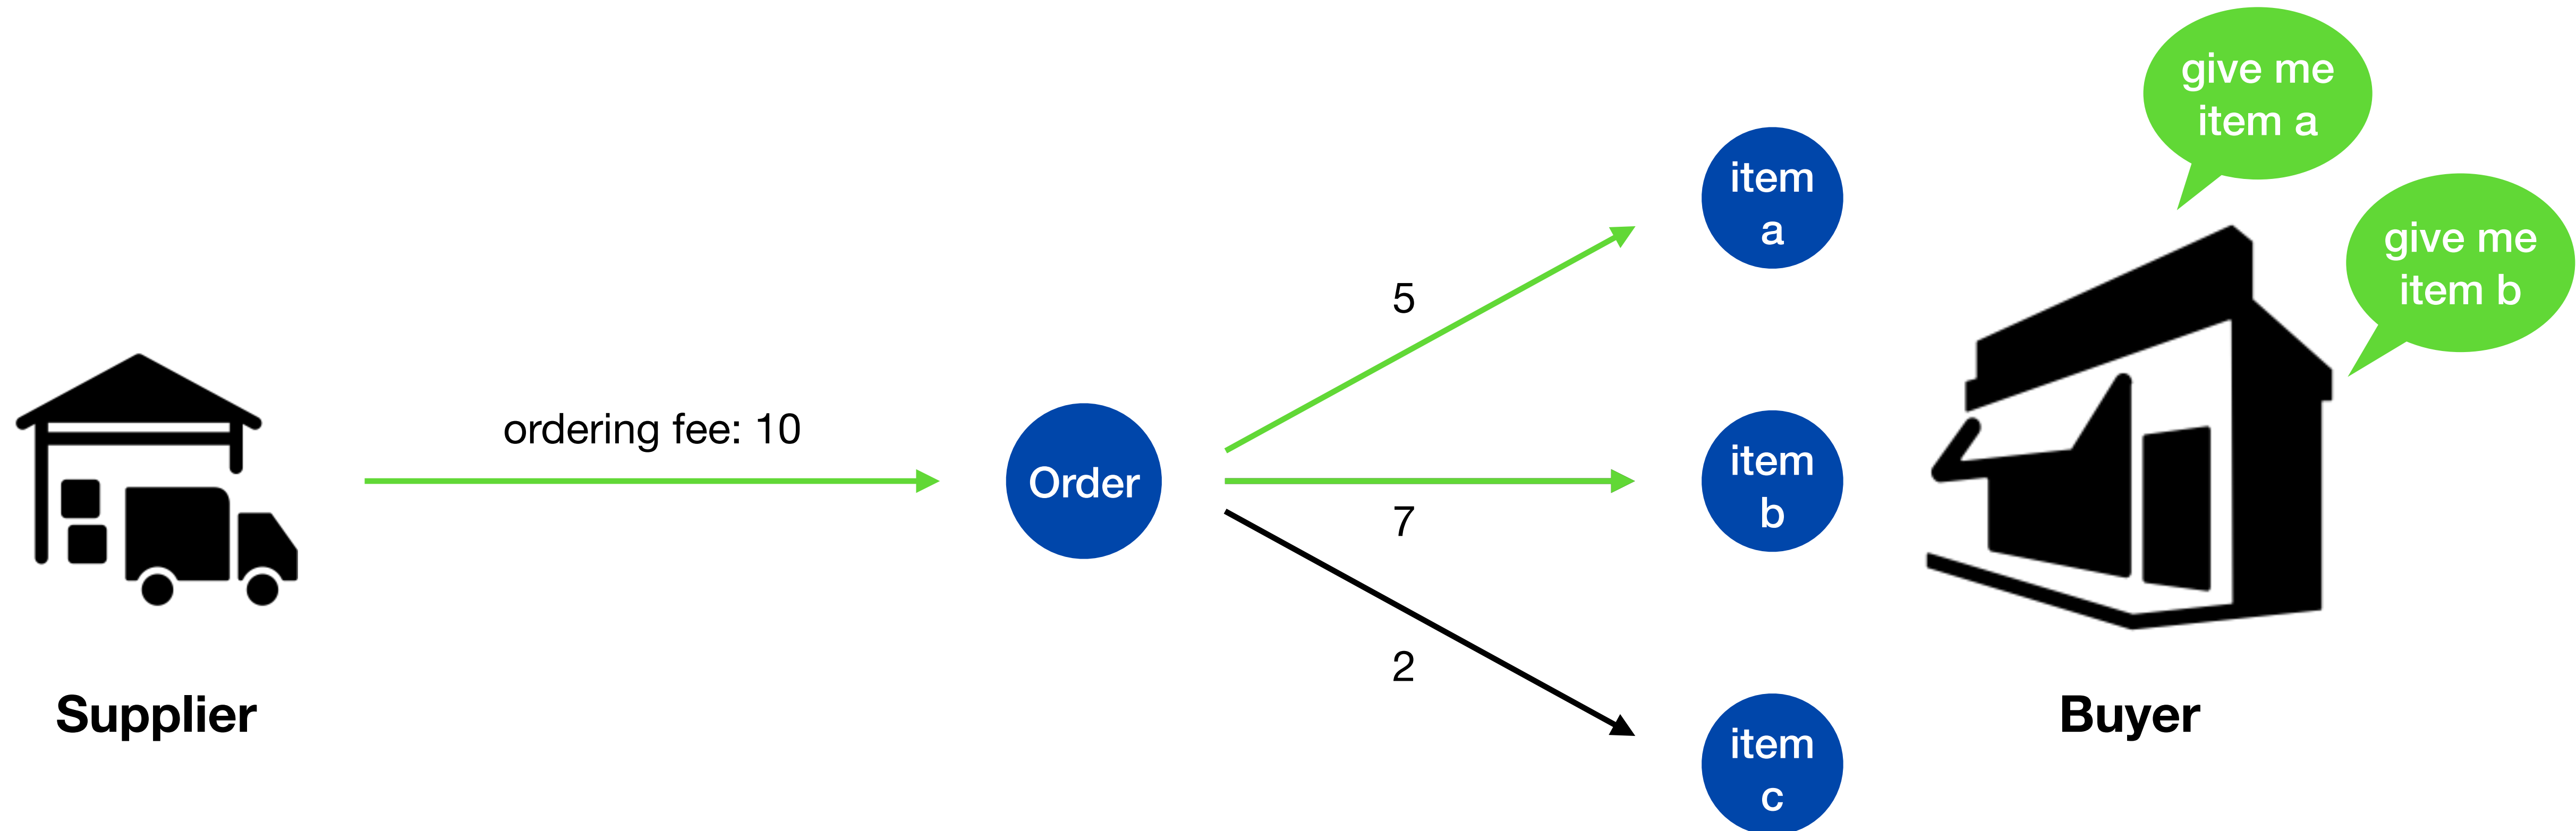 give me
item a
give me
item b
item
a
5
ordering fee: 10
Order
item
b
7
2
item
c
Supplier
Buyer